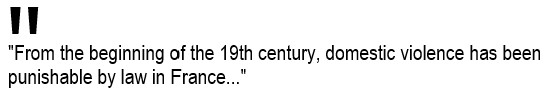 "
"From the beginning of the 19th century, domestic violence has been
punishable by law in France..."